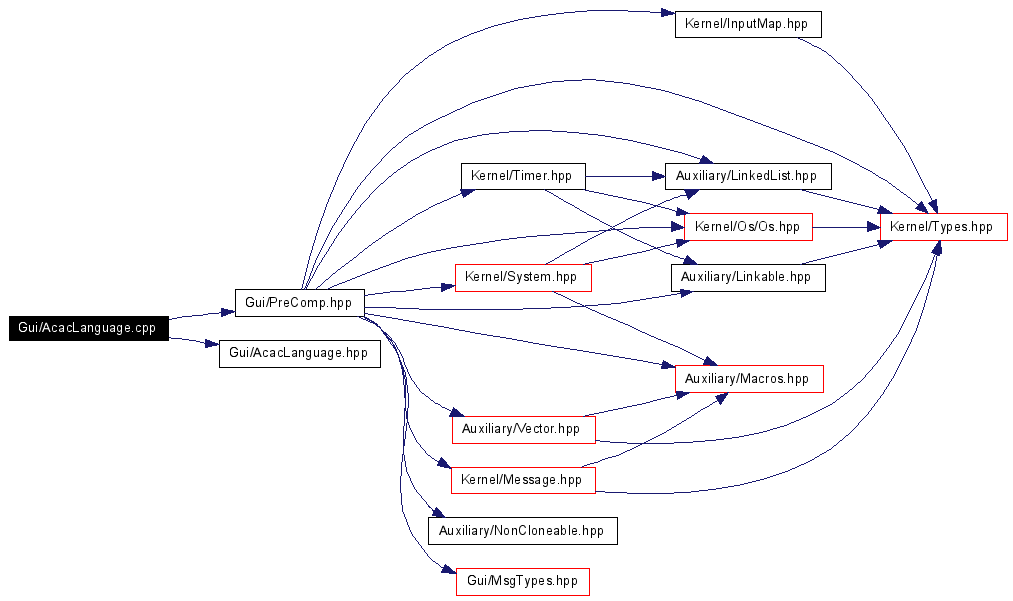 Kernel/InputMap.hpp
Kernel/Timer.hpp
Auxiliary/LinkedList.hpp
Kernel/Os/Os.hpp
Kernel/Types.hpp
Kernel/System.hpp
Auxiliary/Linkable.hpp
Gui/PreComp.hpp
Gui/AcacLanguage.cpp
Gui/AcacLanguage.hpp
Auxiliary/Macros.hpp
Auxiliary/Vector.hpp
Kernel/Message.hpp
Auxiliary/NonCloneable.hpp
Gui/MsgTypes.hpp